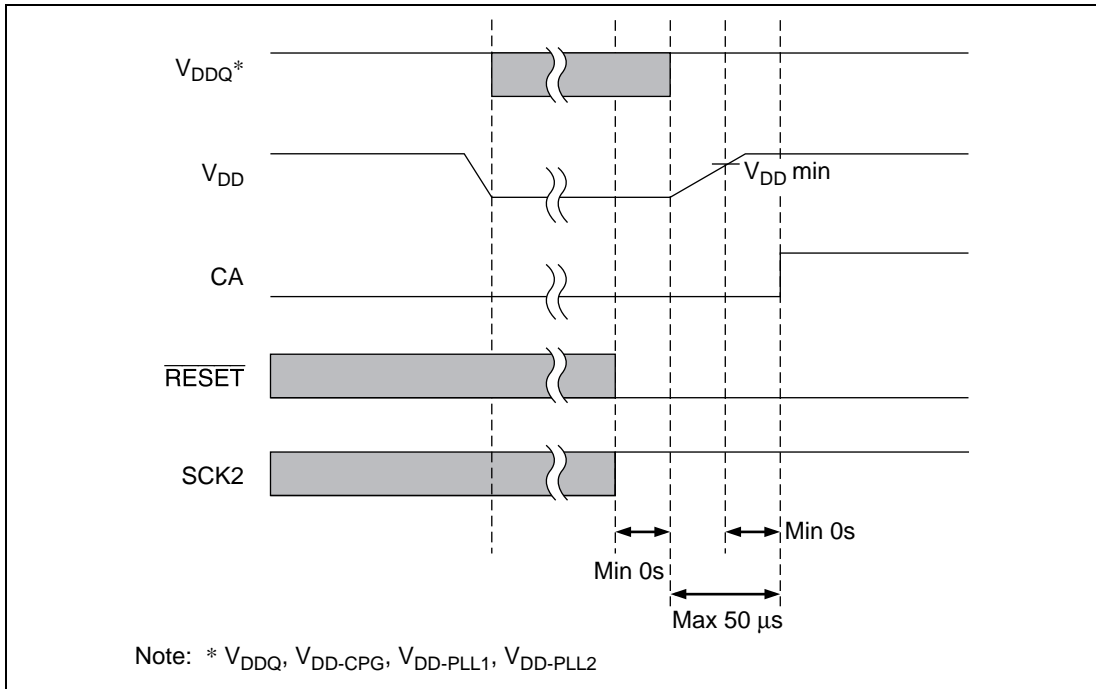 VDDQ*
VDD
VDD min
CA
RESET
SCK2
Min 0s
Min 0s
Max 50 μs
Note: * VDDQ, VDD-CPG, VDD-PLL1, VDD-PLL2